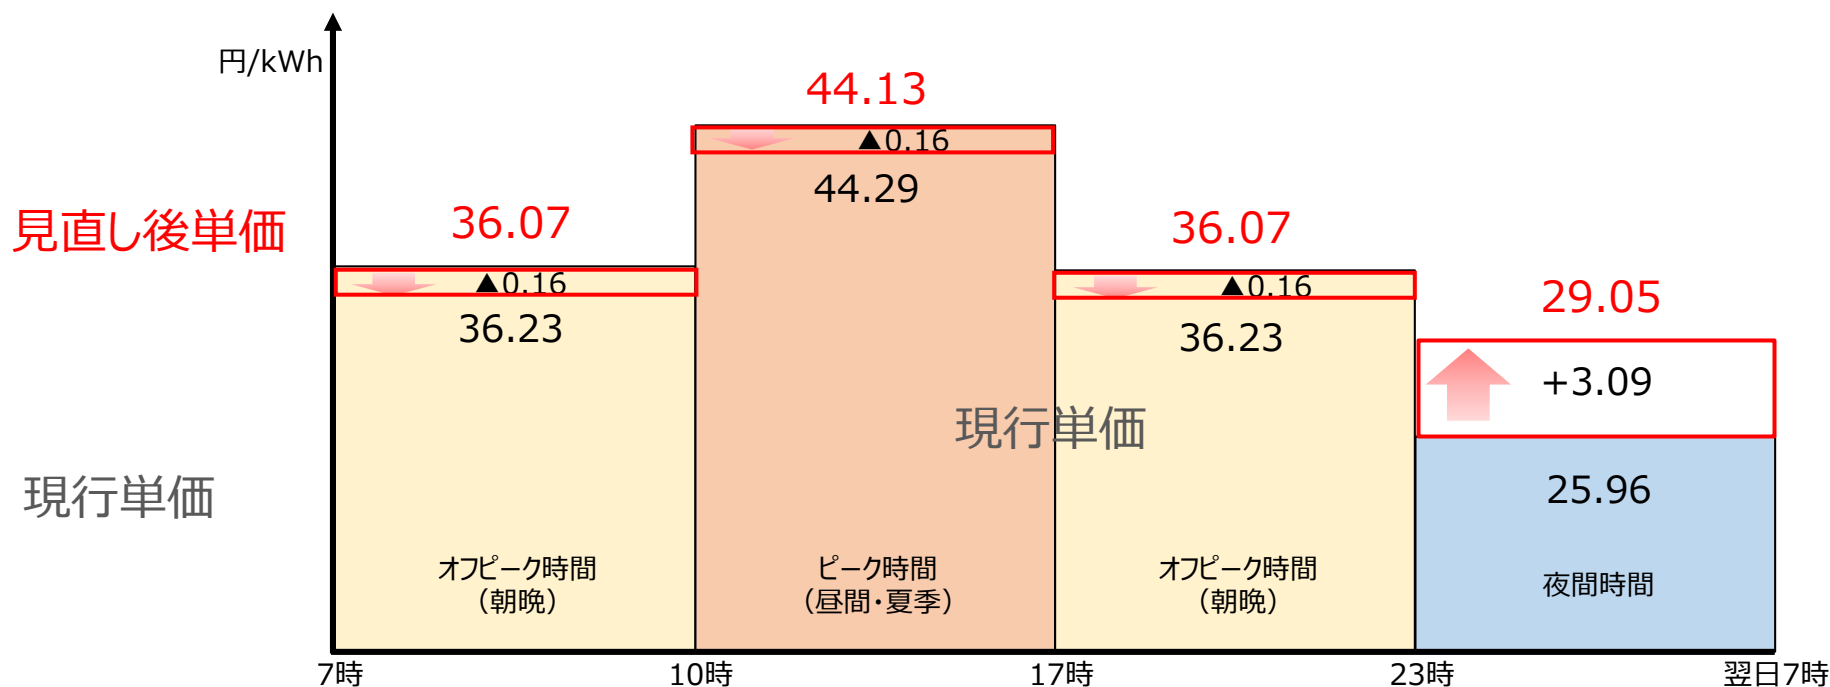 円/kWh
44.13
▲0.16
44.29
見直し後単価
36.07
▲0.16
36.23
36.07
▲0.16
36.23
29.05
+3.09
現行単価
現行単価
25.96
オフピーク時間
（朝晩）
ピーク時間
（昼間・夏季）
オフピーク時間
（朝晩）
夜間時間
7時
10時
17時
23時
翌日7時